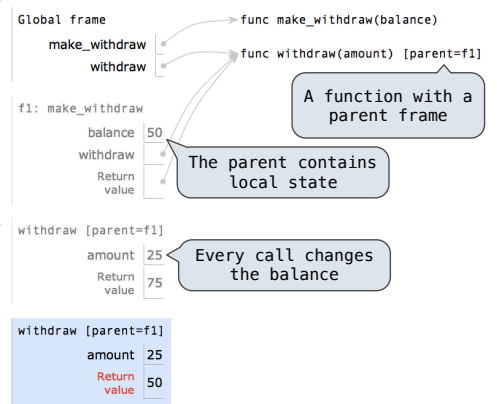 Global frame
make_withdraw
withdraw
func make_withdraw(balance)
func withdraw(amount) [parent=f1]
A function with a
parent frame
f1: make_withdraw
balance 50
withdraw
Return
value
The parent contains
local state
withdraw [parent=f1]
amount 25
Return
value 75
Every call changes
the balance
withdraw [parent=f1]
amount 25
Return
value 50